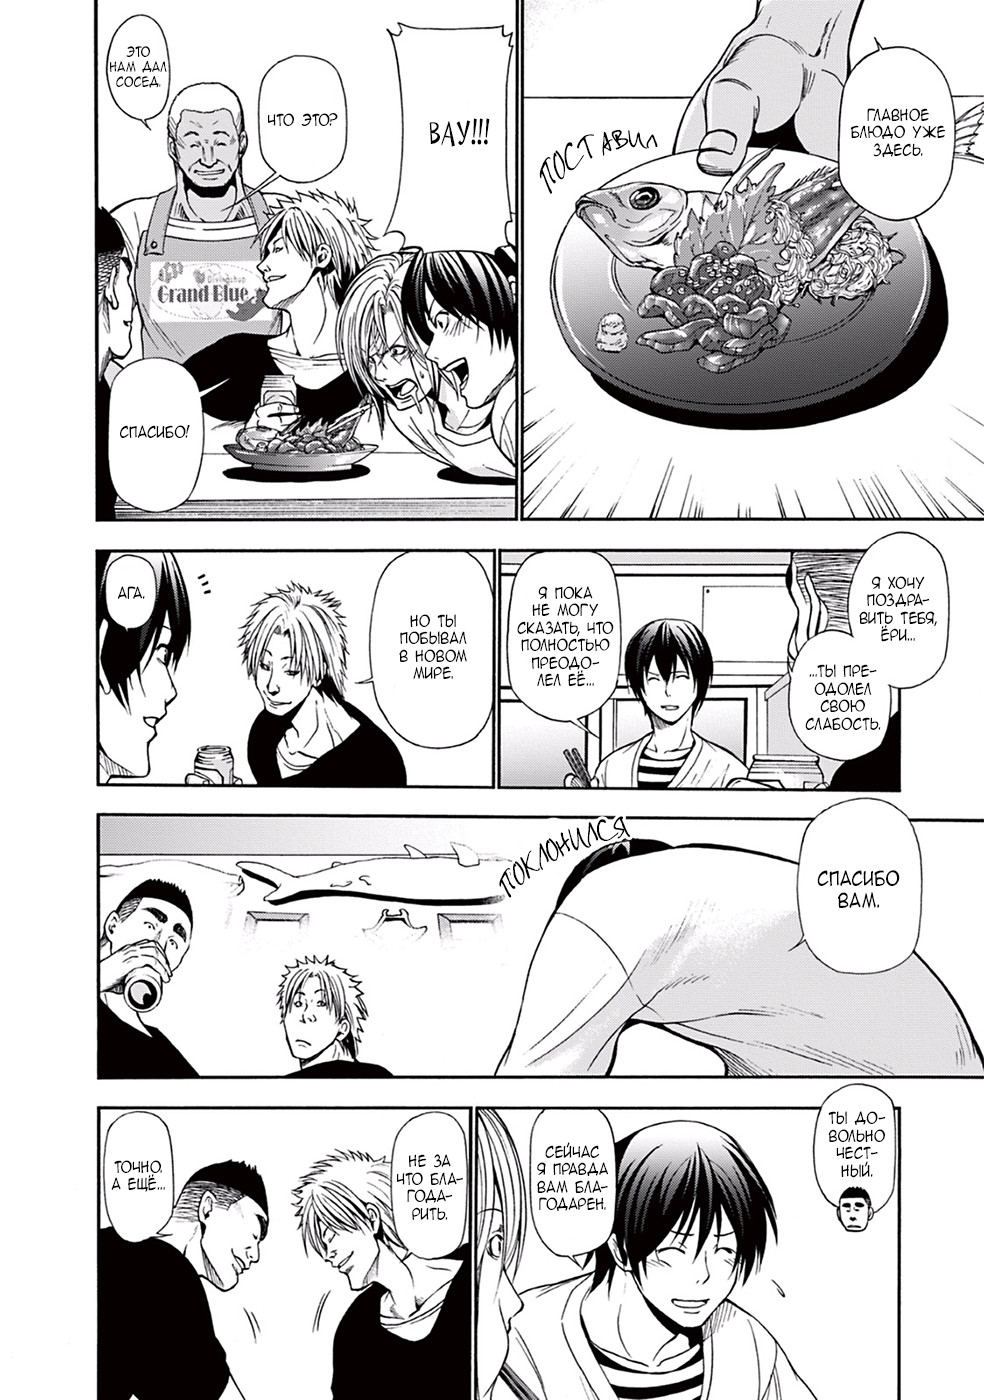 ГЛАВНОЕ
БЛЮДО УЖЕ
ЗДЕСЬ.
ПОСТАВИЛ
ВАУ!!!
ЧТО ЭТО?
ЭТО
НАМ ДАЛ
СОСЕД.
Divingshop
Grand Blue
СПАСИБО!
Я ХОЧУ
ПОЗДРА-
ВИТЬ ТЕБЯ,
ЁРИ...
...ТЫ ПРЕ-
ОДОЛЕЛ
СВОЮ
СЛАБОСТЬ.
Я ПОКА
НЕ МОГУ
СКАЗАТЬ, ЧТО
ПОЛНОСТЬЮ
ПРЕОДО-
ЛЕЛ ЕЁ...
НО ТЫ
ПОБЫВАЛ
В НОВОМ
МИРЕ.
АГА.
СПАСИБО
ВАМ.
ПОКЛОНИЛСЯ
ТЫ ДО-
ВОЛЬНО
ЧЕСТ-
НЫЙ.
СЕЙЧАС
Я ПРАВДА
ВАМ БЛА-
ГОДАРЕН.
НЕ ЗА
ЧТО БЛА-
ГОДА-
РИТЬ.
ТОЧНО.
А ЕЩЁ...